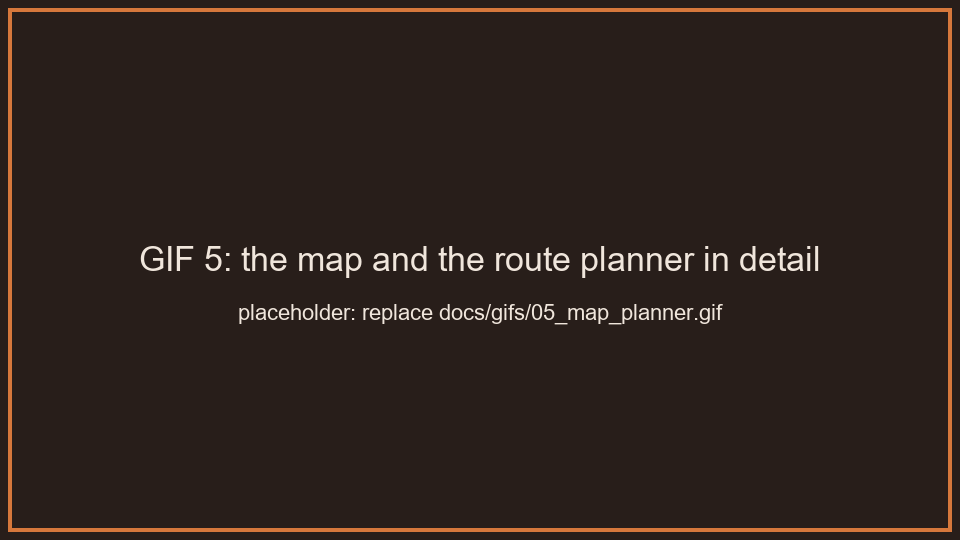 GIF 5: the map and the route planner in detail
placeholder: replace docs/gifs/05_map_planner.gif